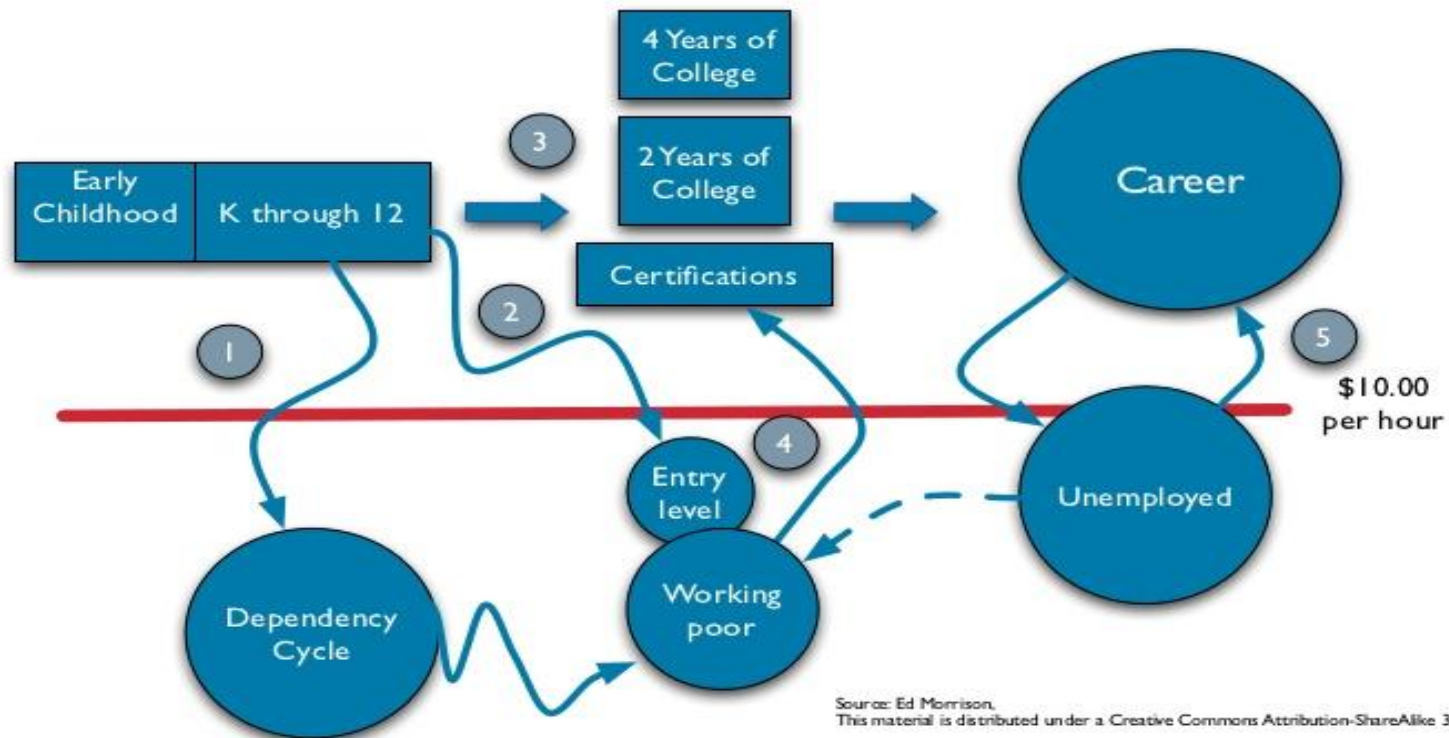 4 Years of
College
3
2 Years of
College
Early
Childhood
K through 12
Career
Certifications
2
1
5
$10.00
per hour
4
Entry
level
Unemployed
Working
poor
Dependency
Cycle
Source: Ed Morrison,
This material is distributed under a Creative Commons Attribution-ShareAlike 3